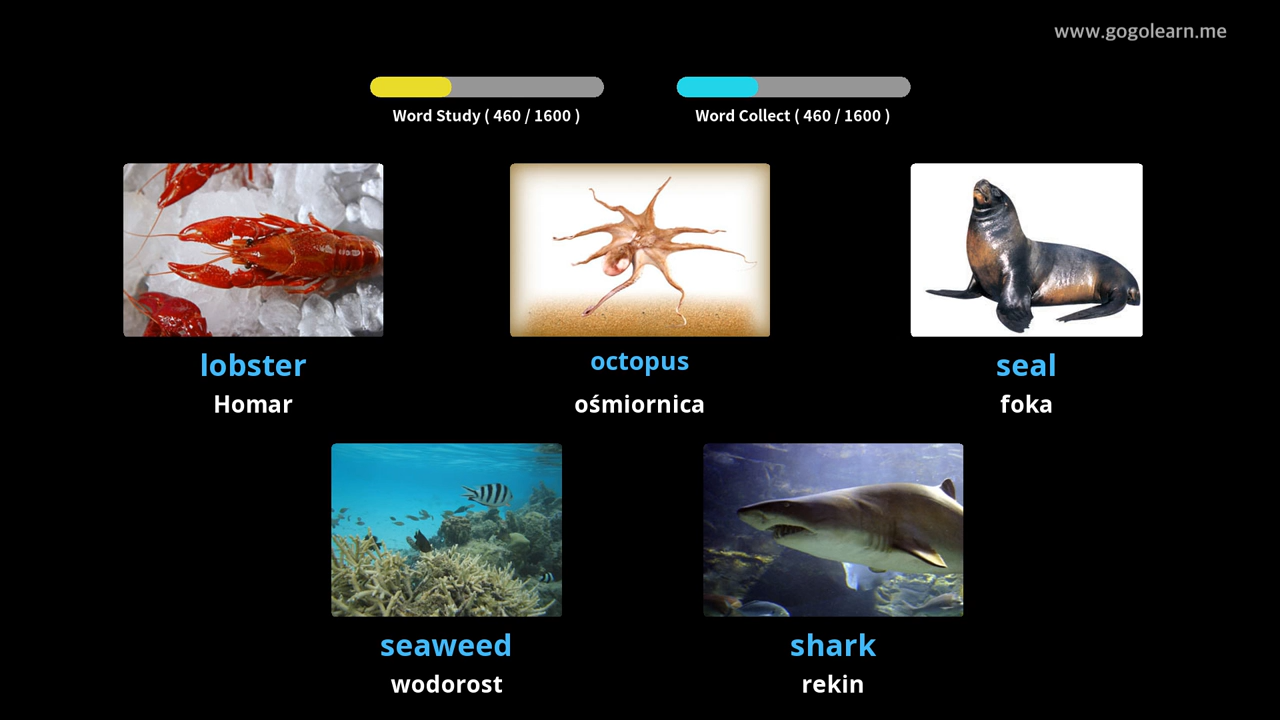 www.gogolearn.me
Word Study ( 460 / 1600 )
Word Collect ( 460 / 1600 )
lobster
octopus
seal
Homar
ośmiornica
foka
seaweed
shark
wodorost
rekin